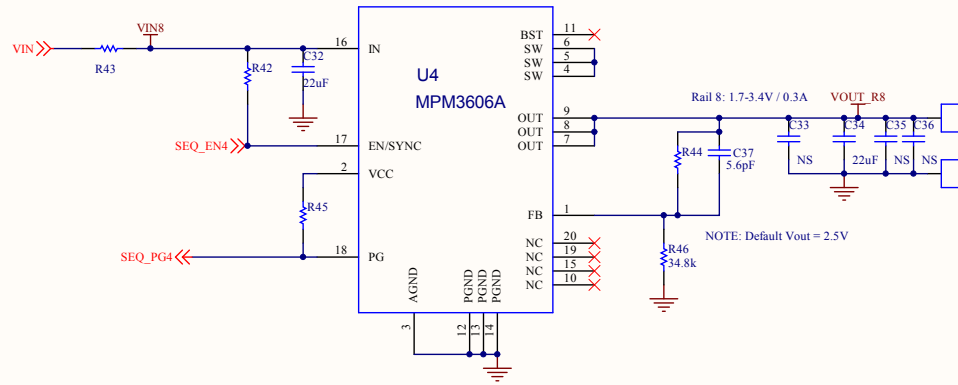 VIN
VIN8
R43
R42
C32
22uF
16
IN
U4
MPM3606A
SEQ_EN4
17
EN/SYNC
2
VCC
R45
SEQ_PG4
18
PG
AGND
3
PGND
12
PGND
13
PGND
14
BST
11
SW
6
SW
5
SW
4
OUT
9
OUT
8
OUT
7
FB
1
NC
20
NC
19
NC
15
NC
10
Rail 8: 1.7-3.4V / 0.3A
VOUT_R8
R44
C37
5.6pF
C33
NS
C34
22uF
C35
NS
C36
NS
R46
34.8k
NOTE: Default Vout = 2.5V